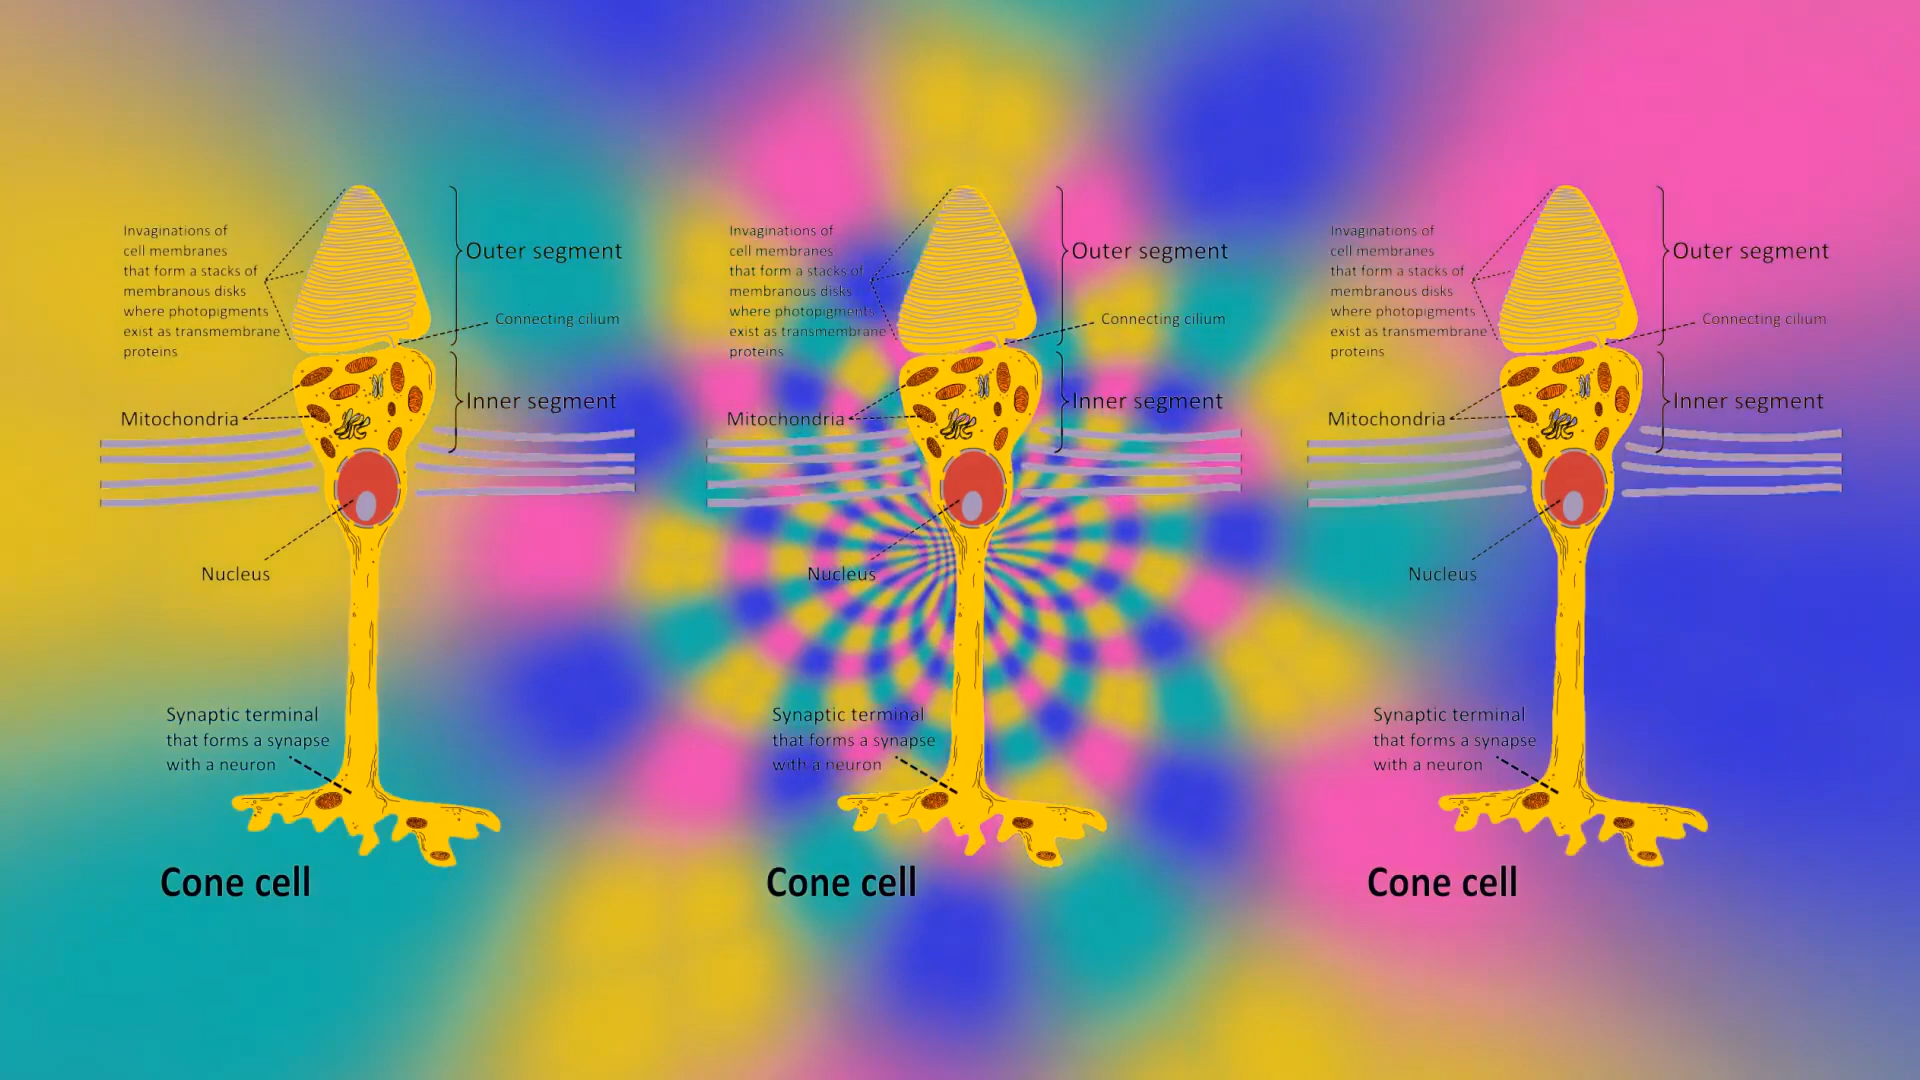 Invaginations of
cell membranes
that form a stacks of
membranous disks
where photopigments
exist as transmembrane
proteins
Outer segment
Connecting cilium
Inner segment
Mitochondria
Nucleus
Synaptic terminal
that forms a synapse
with a neuron
Cone cell
Invaginations of
cell membranes
that form a stacks of
membranous disks
where photopigments
exist as transmembrane
proteins
Outer segment
Connecting cilium
Inner segment
Mitochondria
Nucleus
Synaptic terminal
that forms a synapse
with a neuron
Cone cell
Invaginations of
cell membranes
that form a stacks of
membranous disks
where photopigments
exist as transmembrane
proteins
Outer segment
Connecting cilium
Inner segment
Mitochondria
Nucleus
Synaptic terminal
that forms a synapse
with a neuron
Cone cell